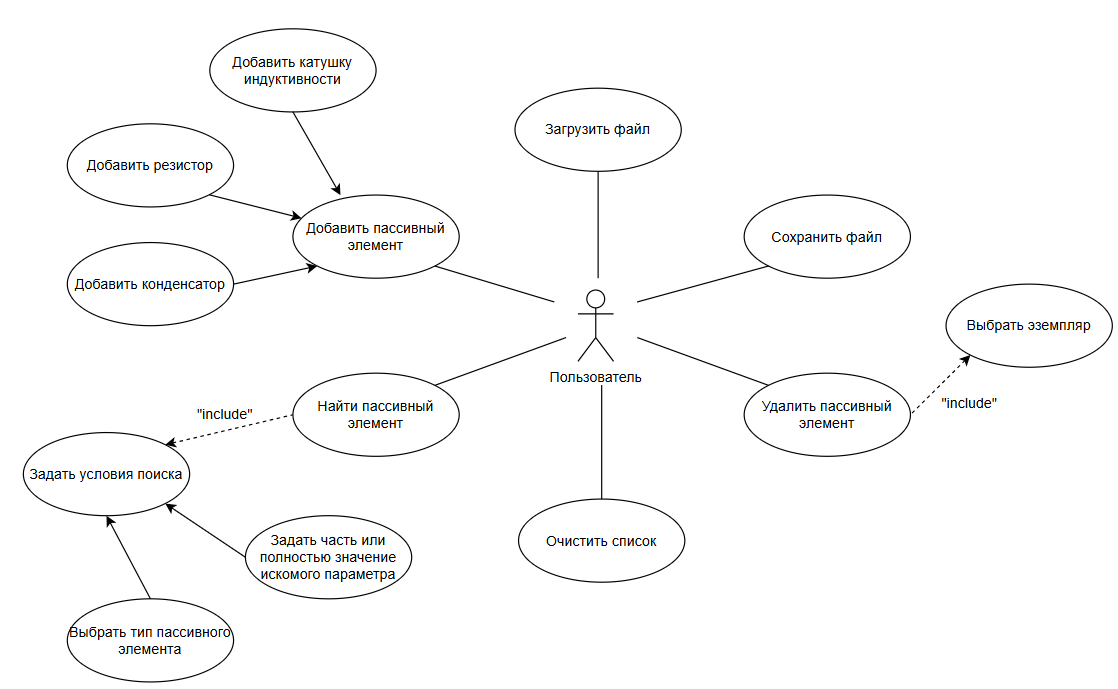 Добавить катушку
индуктивности
Загрузить файл
Добавить резистор
Добавить пассивный
элемент
Сохранить файл
Добавить конденсатор
Выбрать эземпляр
Пользователь
"include"
Найти пассивный
элемент
Удалить пассивный
элемент
"include"
Задать условия поиска
Задать часть или
полностью значение
искомого параметра
Очистить список
Выбрать тип пассивного
элемента